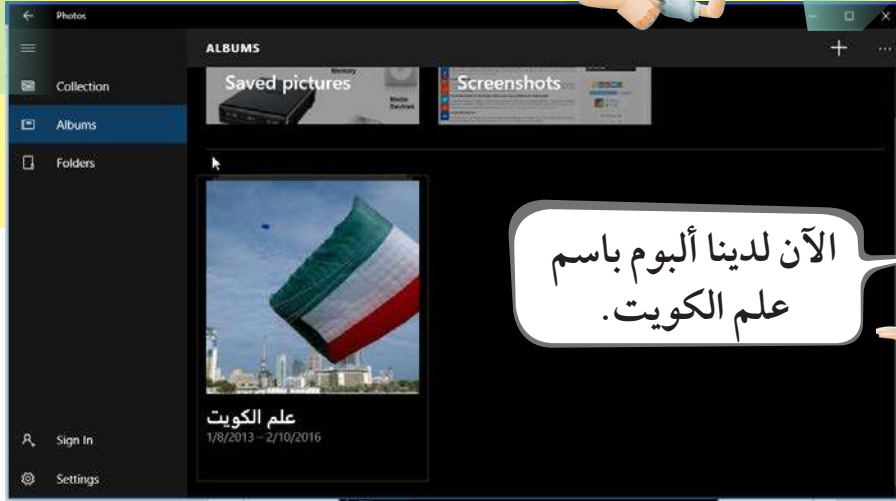 Photos
ALBUMS
Collection
Albums
Folders
Saved pictures
Screenshots
الآن لدينا ألبوم باسم
علم الكويت.
علم الكويت
1/8/2013 – 2/10/2016
Sign In
Settings